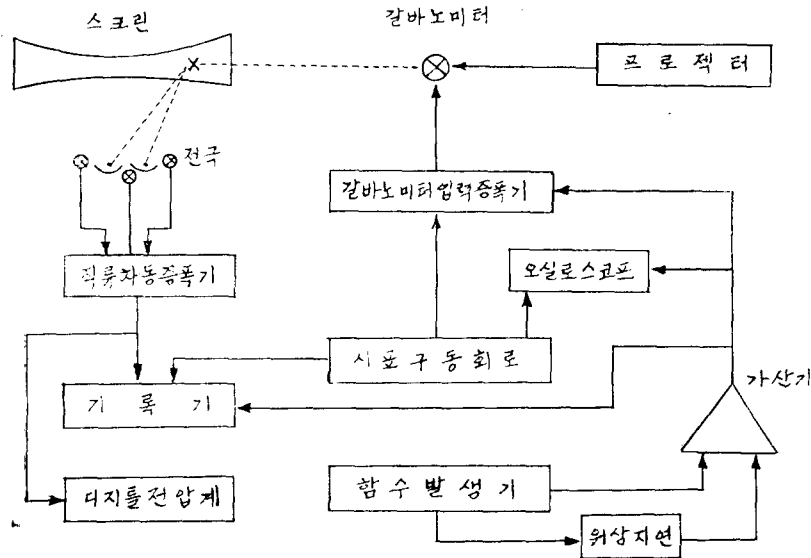 스크린
갈바노미터
프로젝터
전극
갈바노미터입력증폭기
직류차동증폭기
오실로스코프
시표구동회로
가산기
기록기
디지틀전압계
함수발생기
위상지연